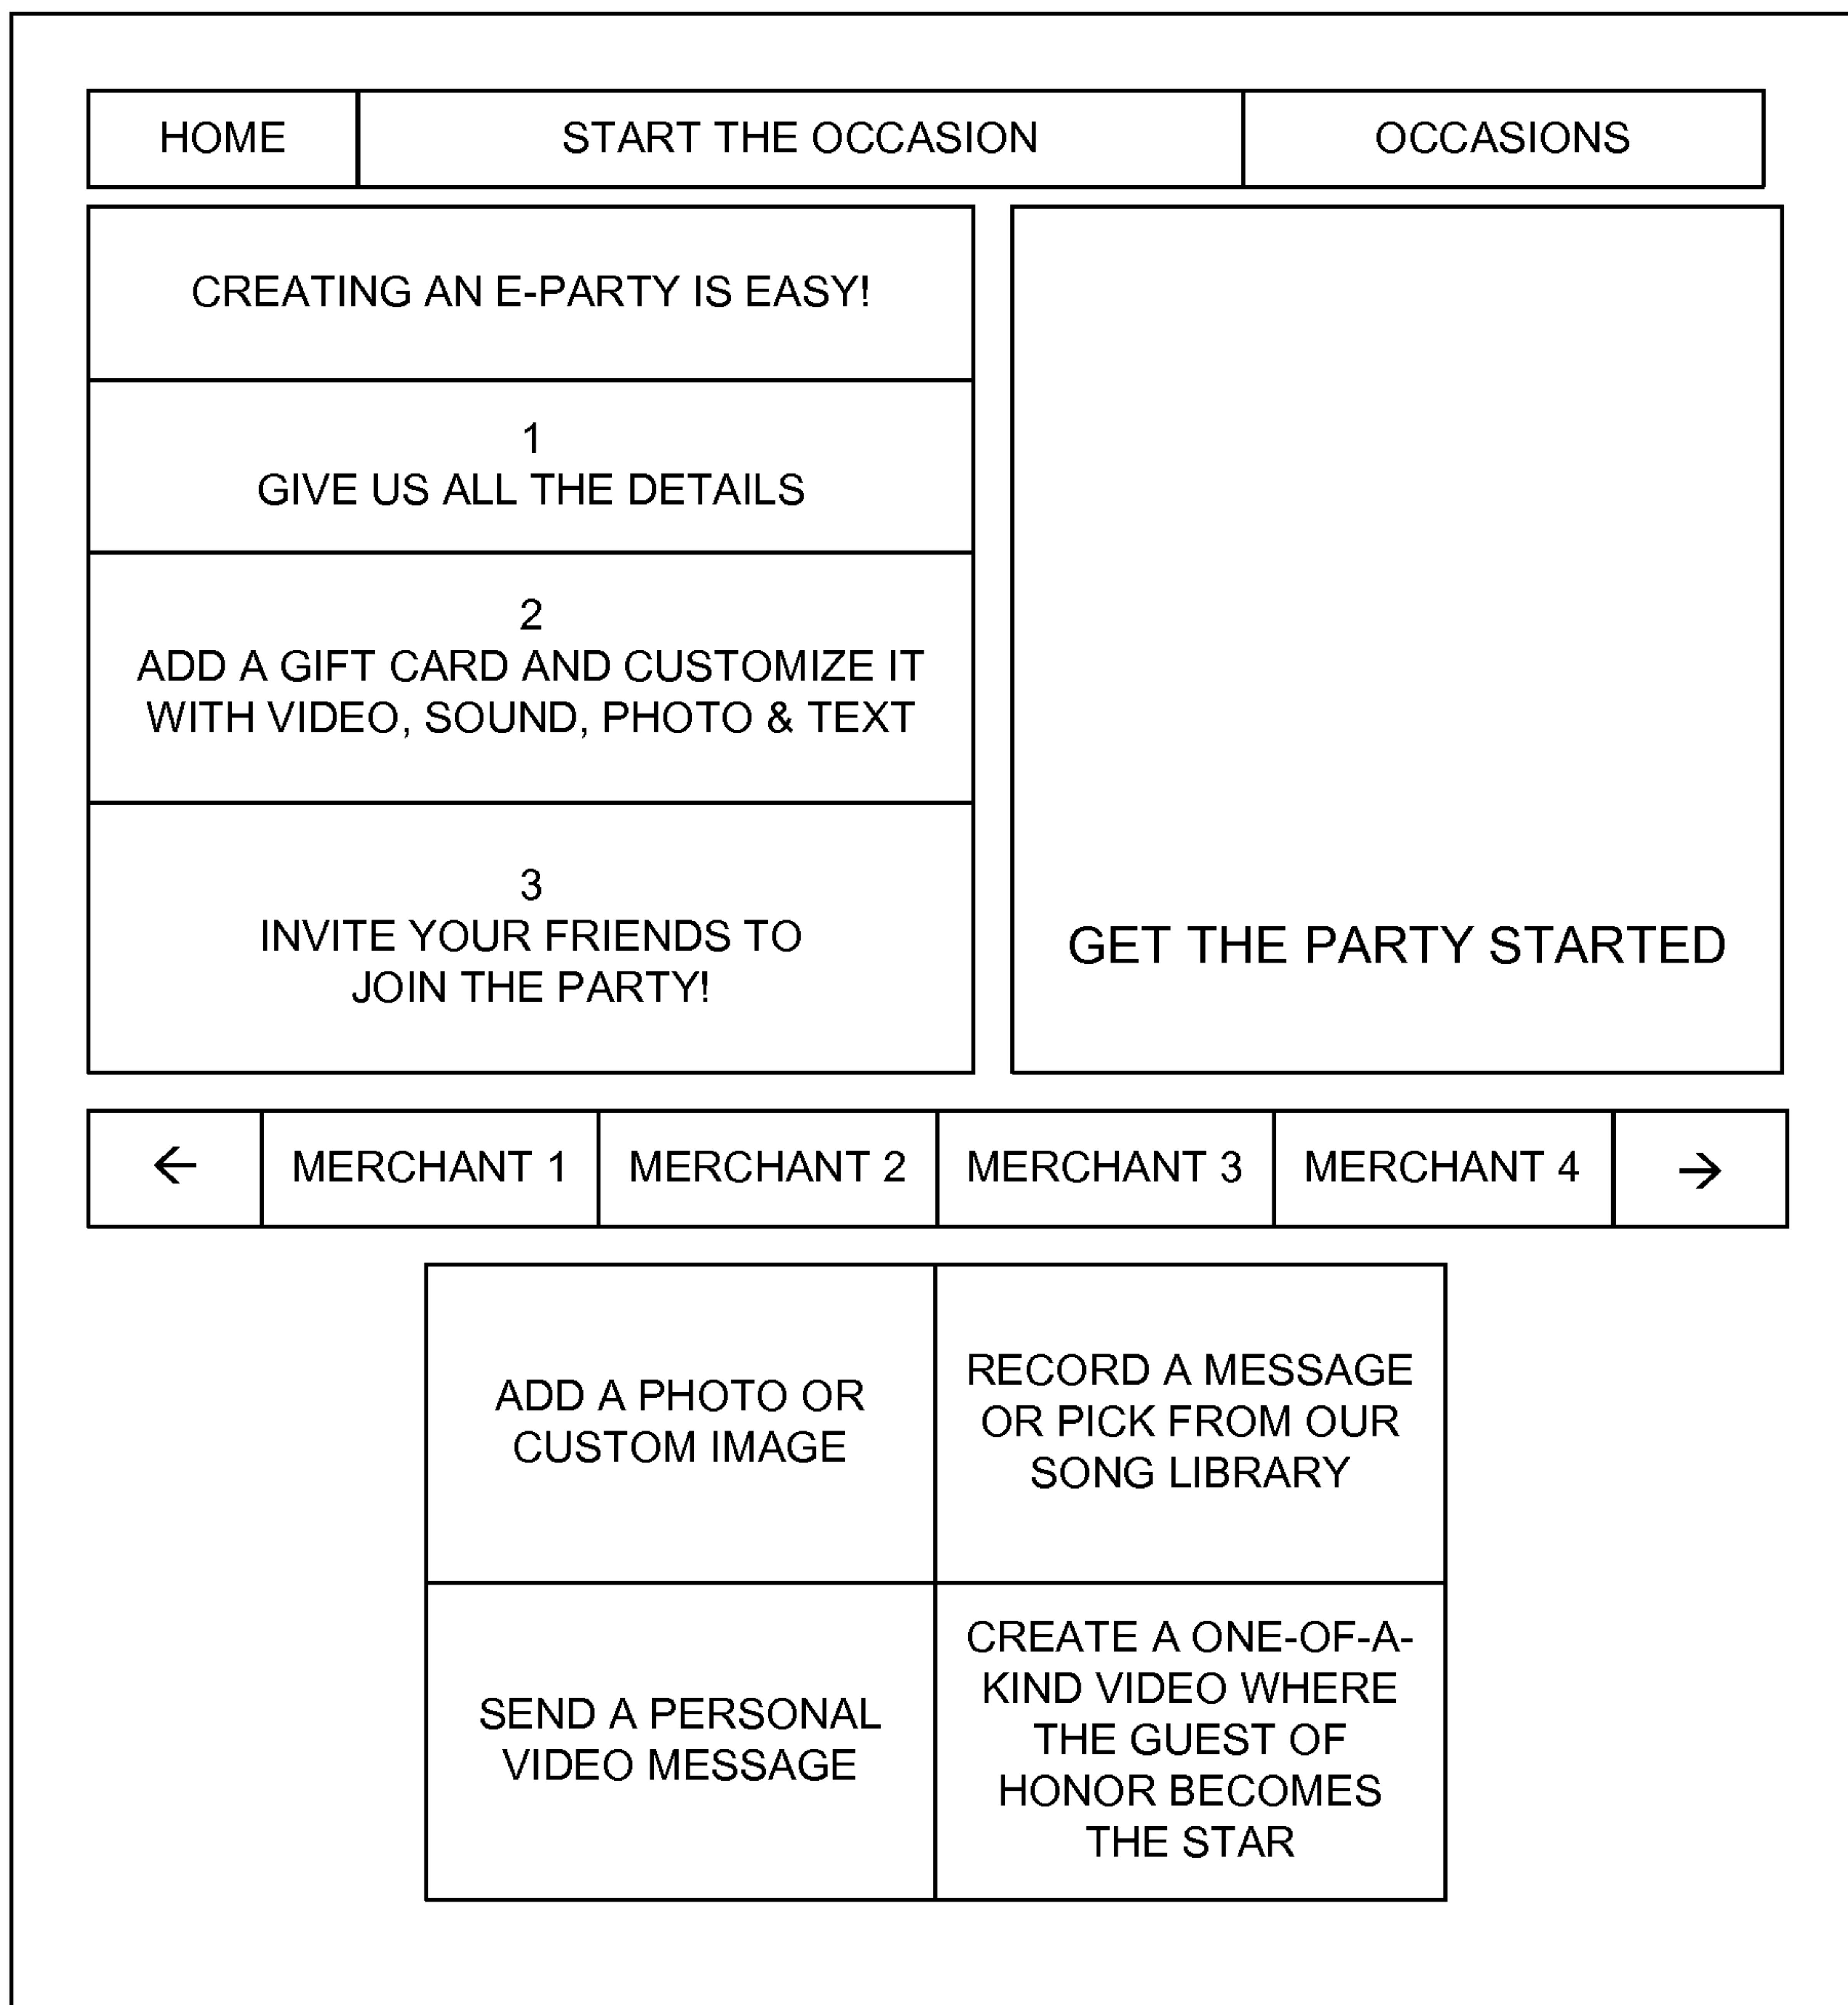 HOME
START THE OCCASION
OCCASIONS
CREATING AN E-PARTY IS EASY!
1
GIVE US ALL THE DETAILS
2
ADD A GIFT CARD AND CUSTOMIZE IT
WITH VIDEO, SOUND, PHOTO & TEXT
3
INVITE YOUR FRIENDS TO
JOIN THE PARTY!
GET THE PARTY STARTED
←
MERCHANT 1
MERCHANT 2
MERCHANT 3
MERCHANT 4
→
ADD A PHOTO OR
CUSTOM IMAGE
RECORD A MESSAGE
OR PICK FROM OUR
SONG LIBRARY
SEND A PERSONAL
VIDEO MESSAGE
CREATE A ONE-OF-A-
KIND VIDEO WHERE
THE GUEST OF
HONOR BECOMES
THE STAR